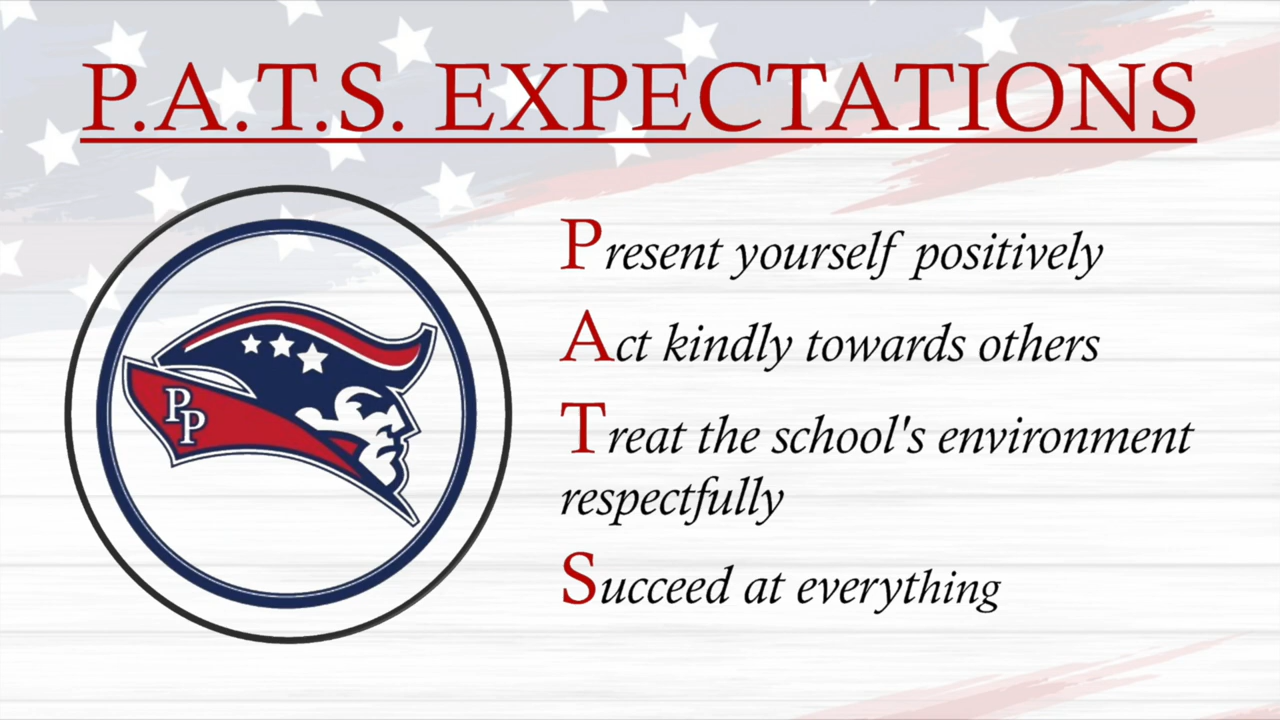 P.A.T.S. EXPECTATIONS
PP
Present yourself positively
Act kindly towards others
Treat the school's environment
respectfully
Succeed at everything